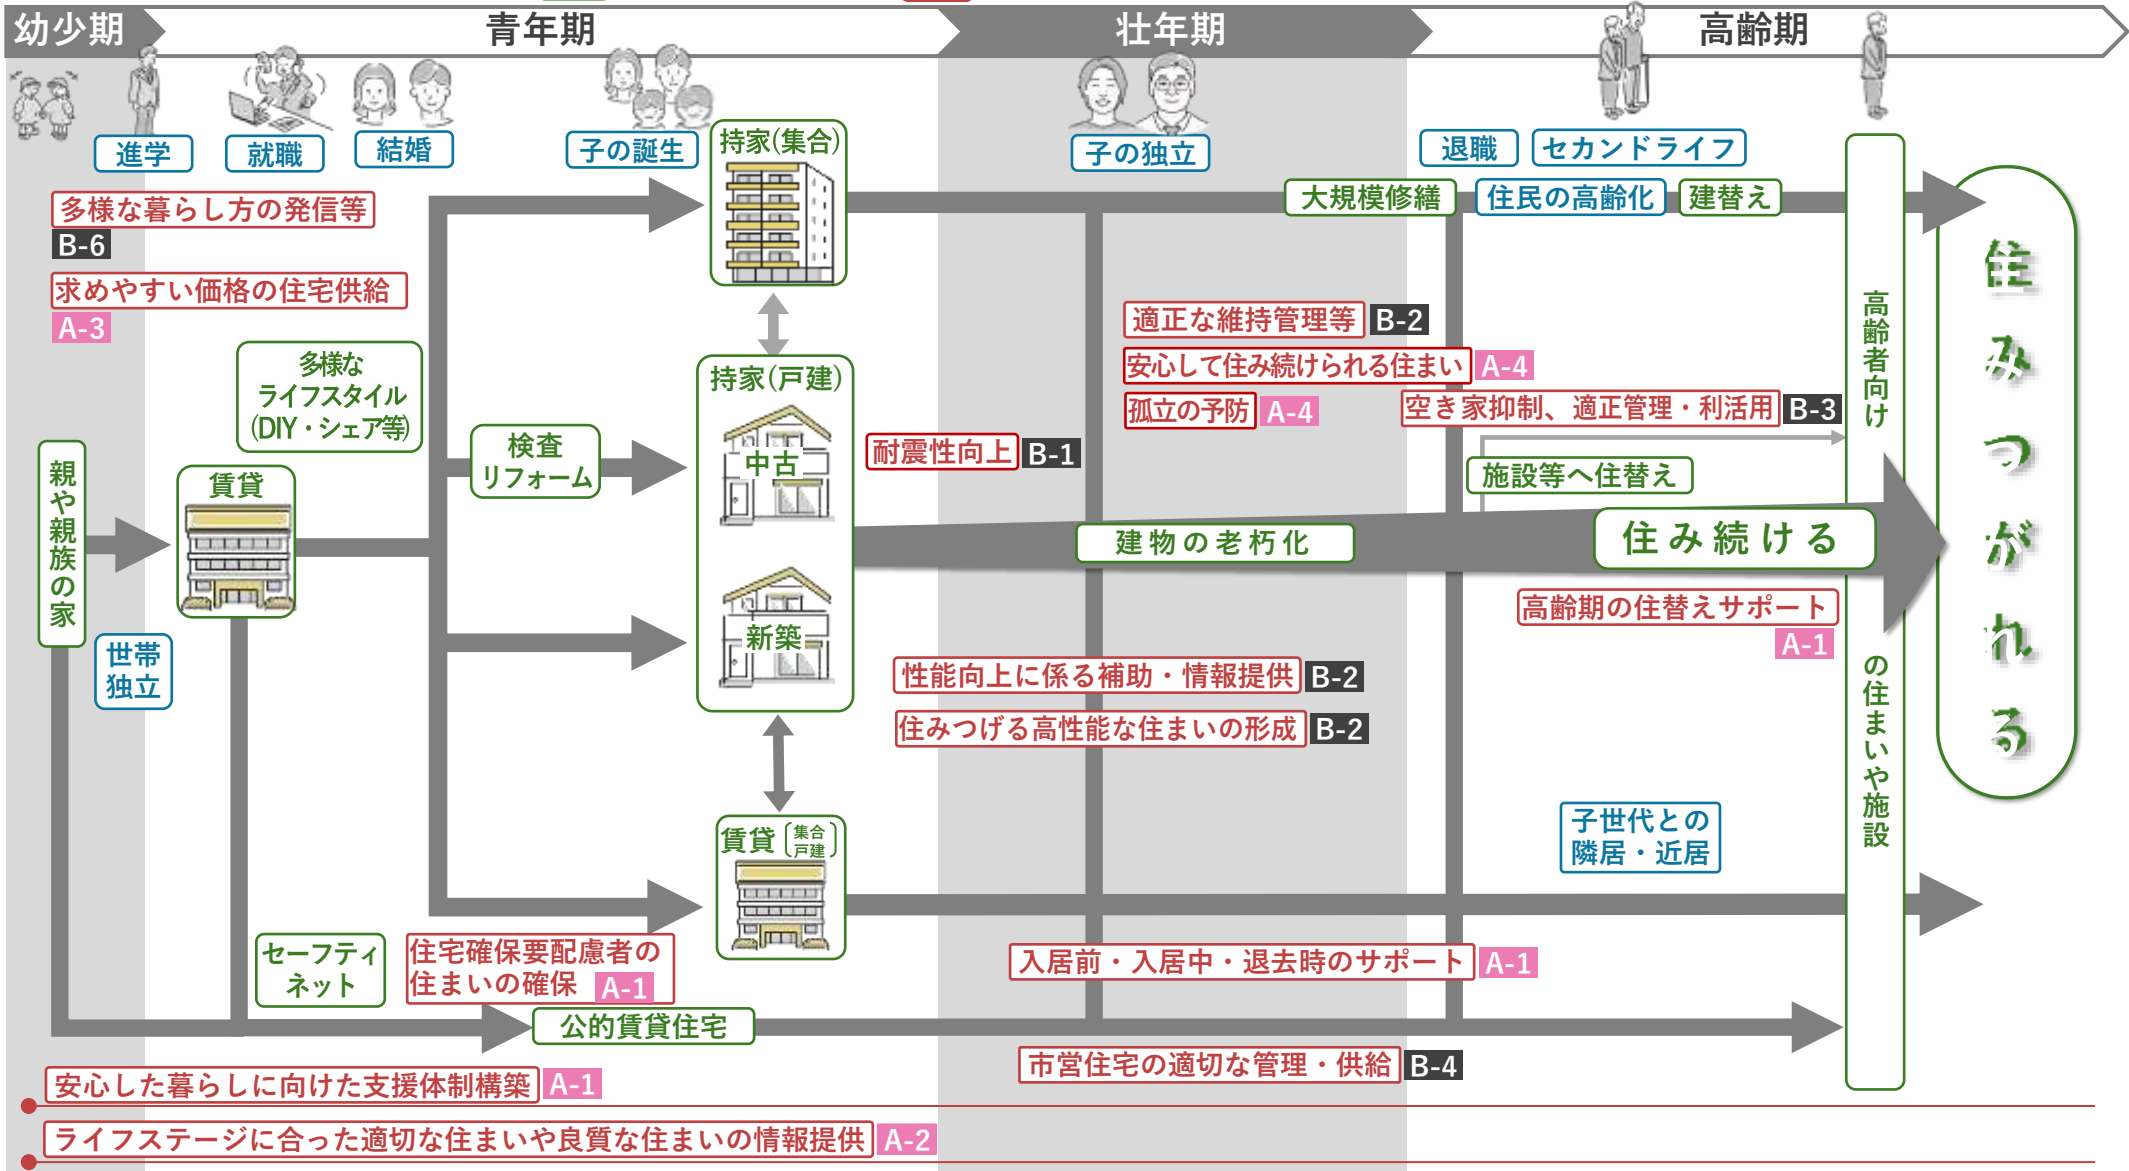 幼少期
青年期
壮年期
高齢期
進学
就職
結婚
子の誕生
子の独立
退職
セカンドライフ
持家(集合)
大規模修繕
住民の高齢化
建替え
多様な暮らし方の発信等
B-6
求めやすい価格の住宅供給
A-3
多様な
ライフスタイル
(DIY・シェア等)
適正な維持管理等 B-2
安心して住み続けられる住まい A-4
孤立の予防 A-4
空き家抑制、適正管理・利活用 B-3
持家(戸建)
中古
新築
検査
リフォーム
耐震性向上 B-1
施設等へ住替え
親や親族の家
賃貸
建物の老朽化
住み続ける
高齢期の住替えサポート
A-1
世帯
独立
性能向上に係る補助・情報提供 B-2
住みつげる高性能な住まいの形成 B-2
賃貸
集合
戸建
子世代との
隣居・近居
セーフティ
ネット
住宅確保要配慮者の
住まいの確保 A-1
入居前・入居中・退去時のサポート A-1
公的賃貸住宅
市営住宅の適切な管理・供給 B-4
高齢者向け
の住まいや施設
住みつがれる
安心した暮らしに向けた支援体制構築 A-1
ライフステージに合った適切な住まいや良質な住まいの情報提供 A-2